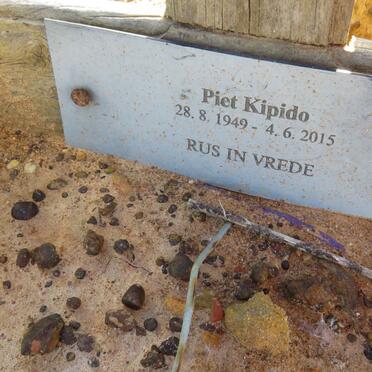 Piet Kipido
28. 8. 1949 - 4. 6. 2015
RUS IN VREDE